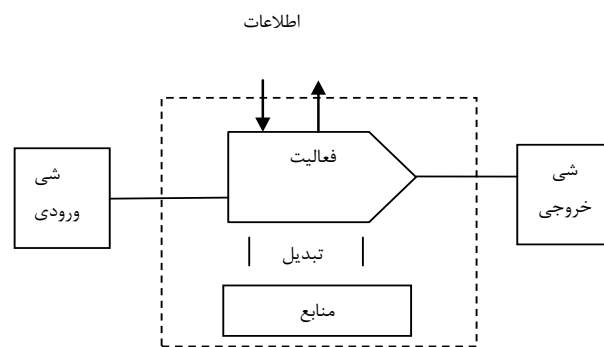 اطلاعات
فعالیت
شی
ورودی
شی
خروجی
تبدیل
منابع